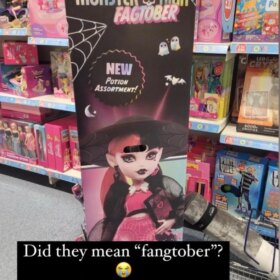 MONSTER HIGH
FAGTOBER
NEW
POTION
ASSORTMENT!
Did they mean “fangtober”?
😭